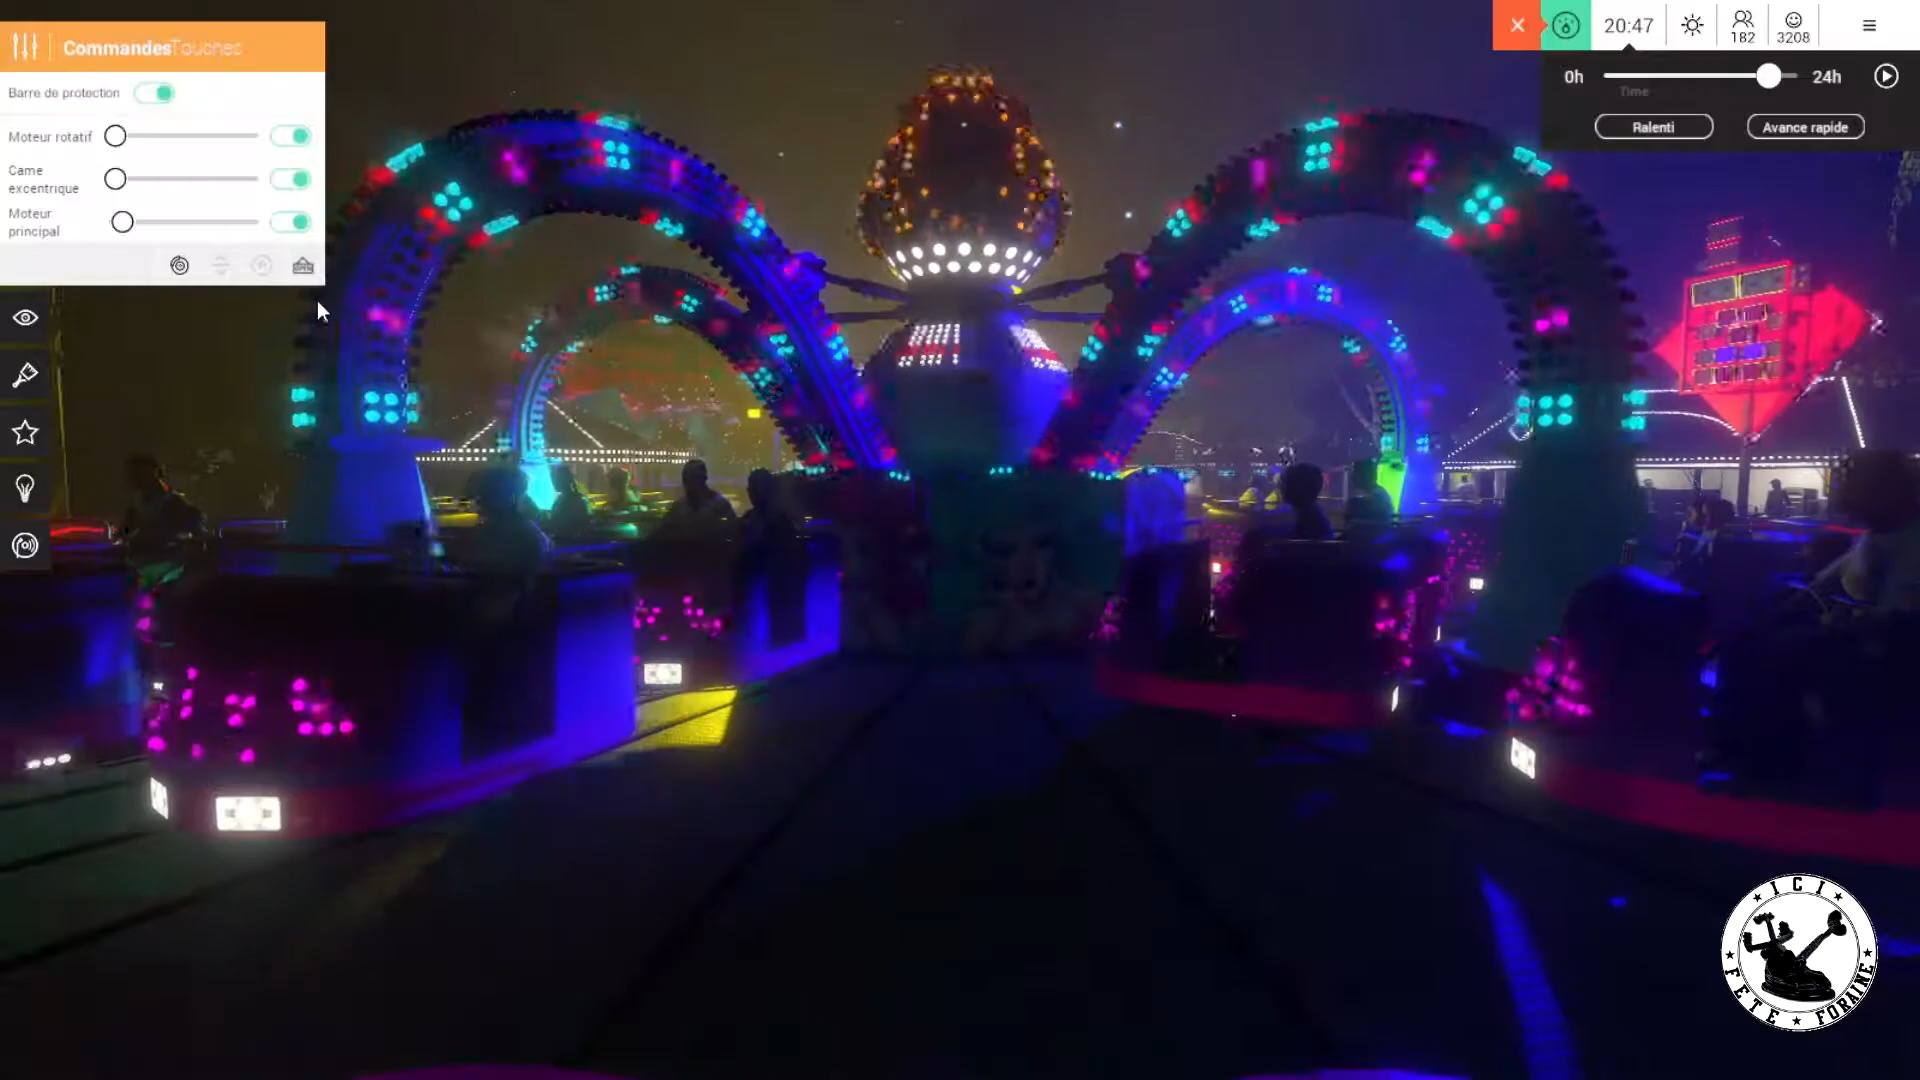 CommandesTouches
Barre de protection
Moteur rotatif
Came
excentrique
Moteur
principal
OPEN
20:47
182
3208
0h
24h
Time
Ralenti
Avance rapide
ICI
FETE FORAINE